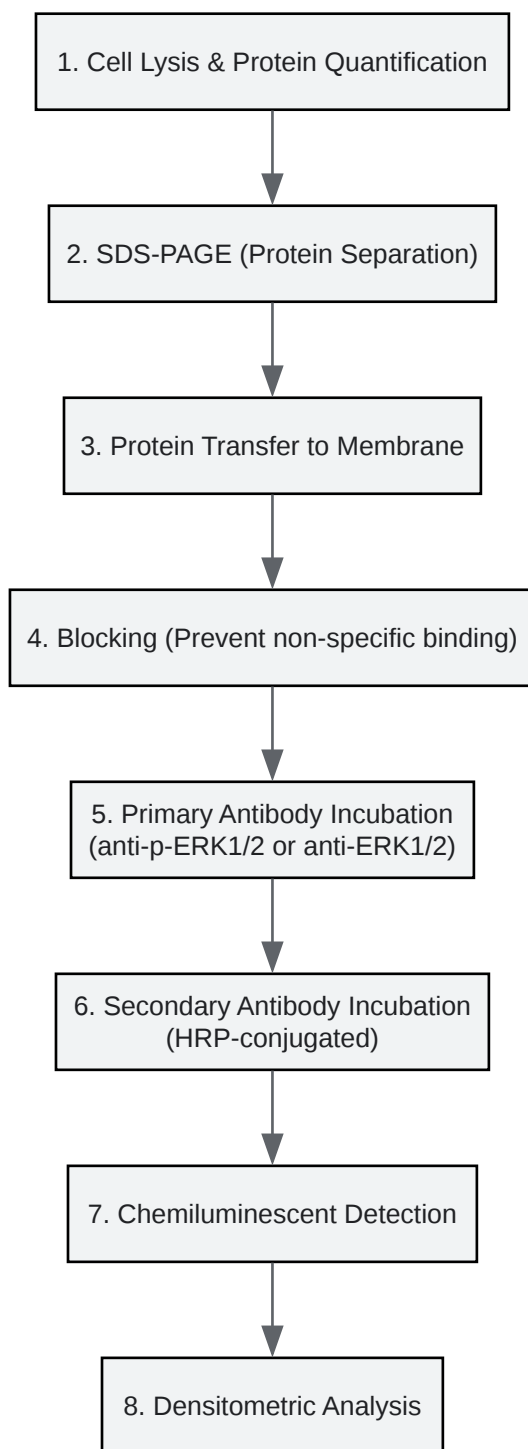 1. Cell Lysis & Protein Quantification
2. SDS-PAGE (Protein Separation)
3. Protein Transfer to Membrane
4. Blocking (Prevent non-specific binding)
5. Primary Antibody Incubation
(anti-p-ERK1/2 or anti-ERK1/2)
6. Secondary Antibody Incubation
(HRP-conjugated)
7. Chemiluminescent Detection
8. Densitometric Analysis